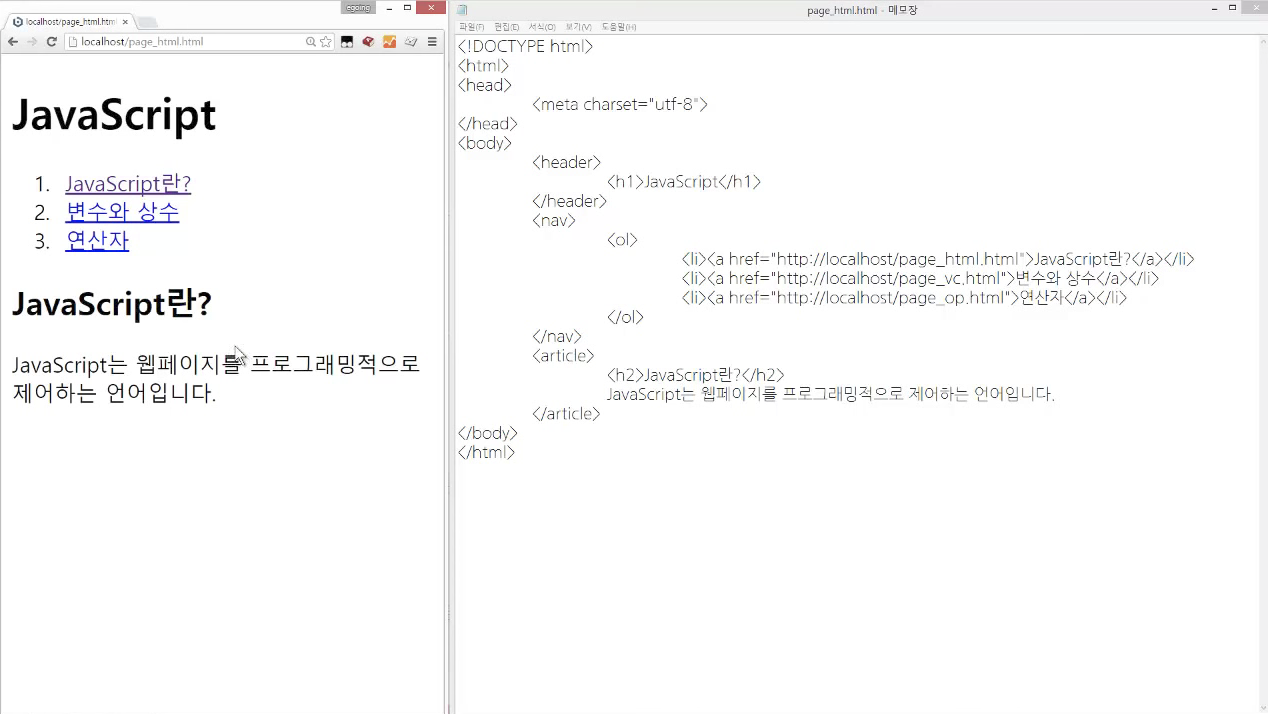 egoing
localhost/page_html.htm
localhost/page_html.html
JavaScript
1. JavaScript란?
2. 변수와 상수
3. 연산자
JavaScript란?
JavaScript는 웹페이지를 프로그래밍적으로
제어하는 언어입니다.
page_html.html - 메모장
파일(F) 편집(E) 서식(O) 보기(V) 도움말(H)
<!DOCTYPE html>
<html>
<head>
<meta charset="utf-8">
</head>
<body>
<header>
<h1>JavaScript</h1>
</header>
<nav>
<ol>
<li><a href="http://localhost/page_html.html">JavaScript란?</a></li>
<li><a href="http://localhost/page_vc.html">변수와 상수</a></li>
<li><a href="http://localhost/page_op.html">연산자</a></li>
</ol>
</nav>
<article>
<h2>JavaScript란?</h2>
JavaScript는 웹페이지를 프로그래밍적으로 제어하는 언어입니다.
</article>
</body>
</html>